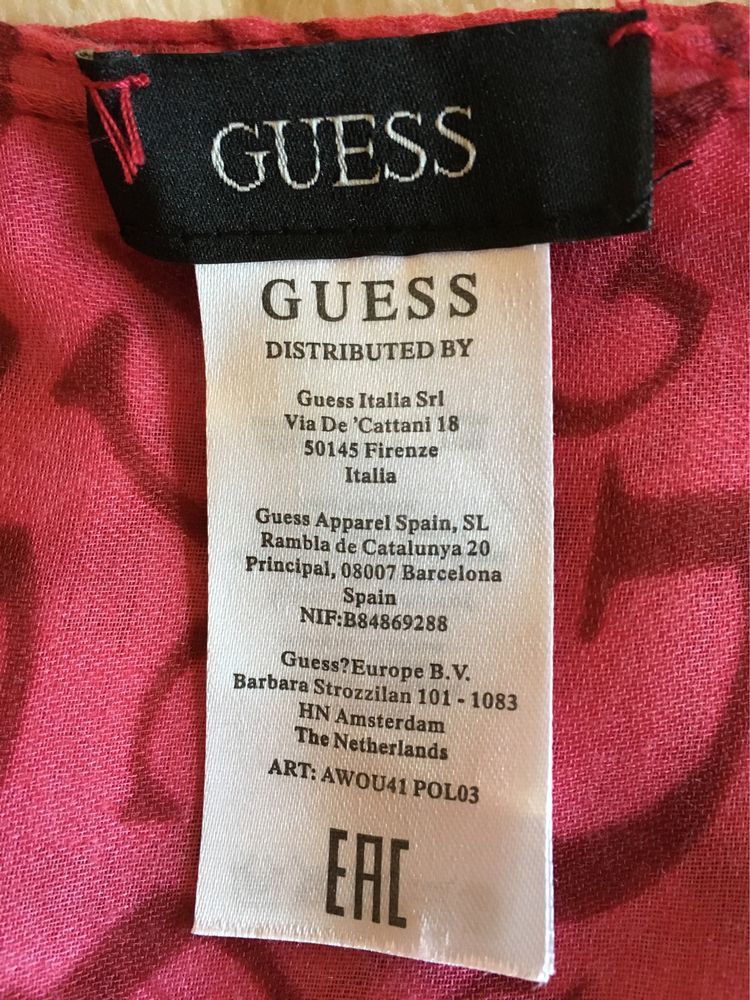 GUESS
GUESS
DISTRIBUTED BY
Guess Italia Srl
Via De 'Cattani 18
50145 Firenze
Italia
Guess Apparel Spain, SL
Rambla de Catalunya 20
Principal, 08007 Barcelona
Spain
NIF:B84869288
Guess?Europe B.V.
Barbara Strozzilan 101 - 1083
HN Amsterdam
The Netherlands
ART: AWOU41 POL03
EAC